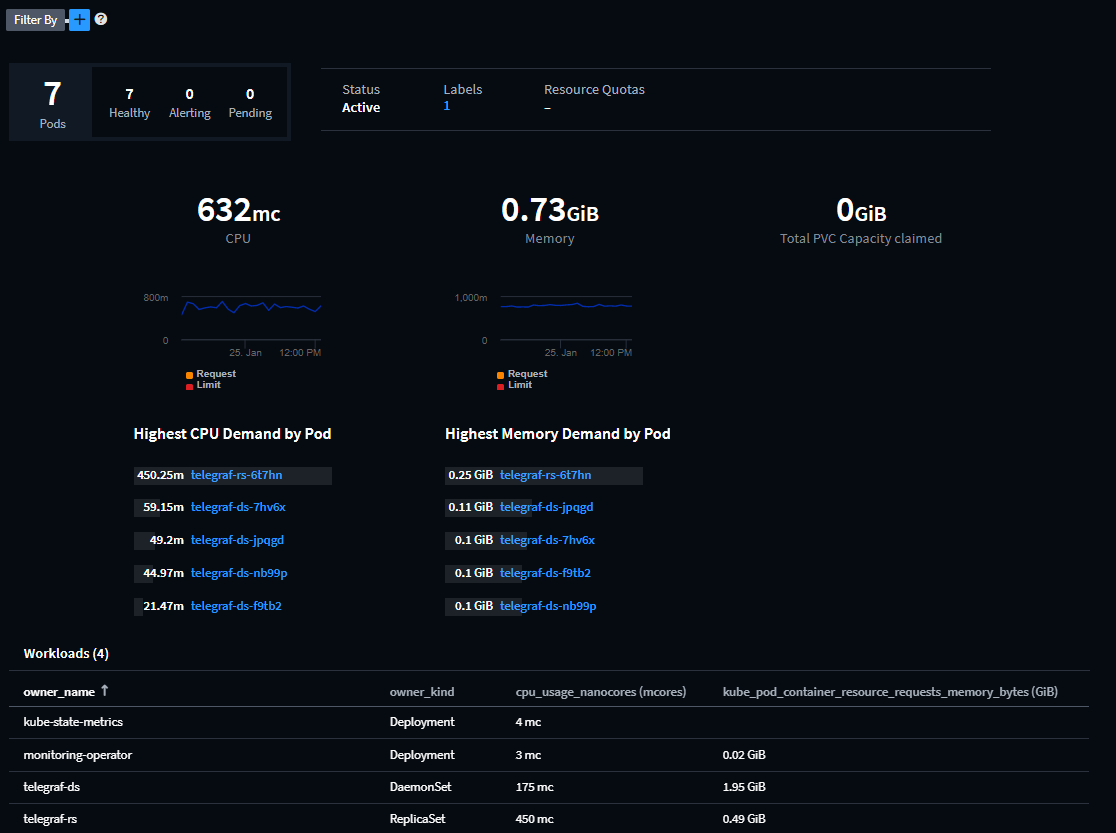 Filter By + ?
7
Pods
7 0 0
Healthy Alerting Pending
Status Labels Resource Quotas
Active 1 –
632mc 0.73GiB 0GiB
CPU Memory Total PVC Capacity claimed
800m 1,000m
0 0
25. Jan 12:00 PM 25. Jan 12:00 PM
Request Request
Limit Limit
Highest CPU Demand by Pod Highest Memory Demand by Pod
450.25m telegraf-rs-6t7hn 0.25 GiB telegraf-rs-6t7hn
59.15m telegraf-ds-7hv6x 0.11 GiB telegraf-ds-jpqgd
49.2m telegraf-ds-jpqgd 0.1 GiB telegraf-ds-7hv6x
44.97m telegraf-ds-nb99p 0.1 GiB telegraf-ds-f9tb2
21.47m telegraf-ds-f9tb2 0.1 GiB telegraf-ds-nb99p
Workloads (4)
owner_name ↑ owner_kind cpu_usage_nanocores (mcores) kube_pod_container_resource_requests_memory_bytes (GiB)
kube-state-metrics Deployment 4 mc
monitoring-operator Deployment 3 mc 0.02 GiB
telegraf-ds DaemonSet 175 mc 1.95 GiB
telegraf-rs ReplicaSet 450 mc 0.49 GiB